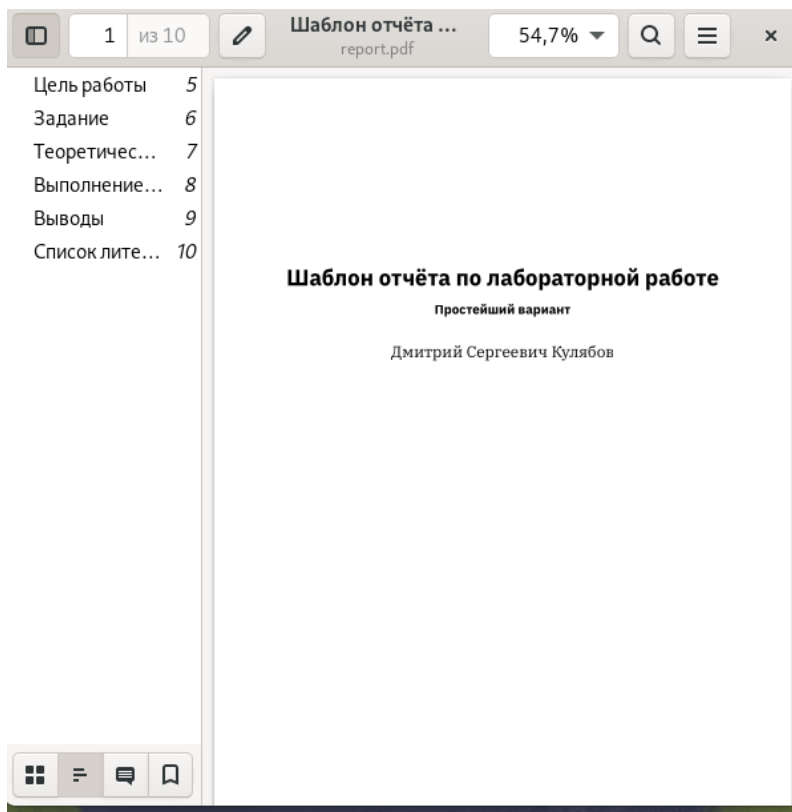 1 из 10
Шаблон отчёта ...
report.pdf
54,7%
Цель работы 5
Задание 6
Теоретичес... 7
Выполнение... 8
Выводы 9
Список лите... 10
Шаблон отчёта по лабораторной работе
Простейший вариант
Дмитрий Сергеевич Кулябов